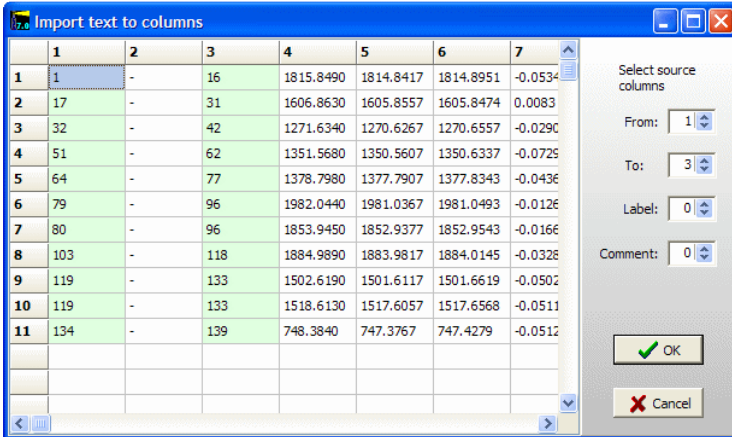 7.0 Import text to columns
1 2 3 4 5 6 7
1 1 - 16 1815.8490 1814.8417 1814.8951 -0.0534
2 17 - 31 1606.8630 1605.8557 1605.8474 0.0083
3 32 - 42 1271.6340 1270.6267 1270.6557 -0.0290
4 51 - 62 1351.5680 1350.5607 1350.6337 -0.0729
5 64 - 77 1378.7980 1377.7907 1377.8343 -0.0436
6 79 - 96 1982.0440 1981.0367 1981.0493 -0.0126
7 80 - 96 1853.9450 1852.9377 1852.9543 -0.0166
8 103 - 118 1884.9890 1883.9817 1884.0145 -0.0328
9 119 - 133 1502.6190 1501.6117 1501.6619 -0.0502
10 119 - 133 1518.6130 1517.6057 1517.6568 -0.0511
11 134 - 139 748.3840 747.3767 747.4279 -0.0512
Select source
columns
From: 1
To: 3
Label: 0
Comment: 0
OK
Cancel